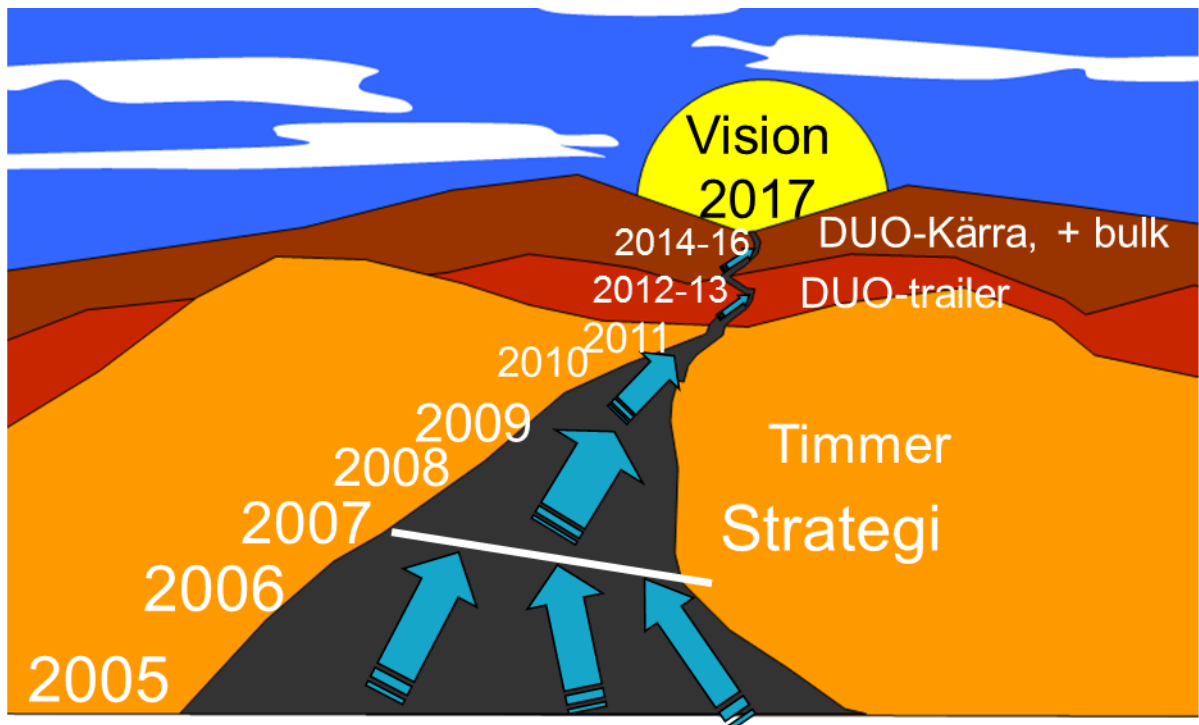 Vision
2017
2014-16
DUO-Kärra, + bulk
2012-13
DUO-trailer
2011
2010
2009
Timmer
2008
2007
Strategi
2006
2005